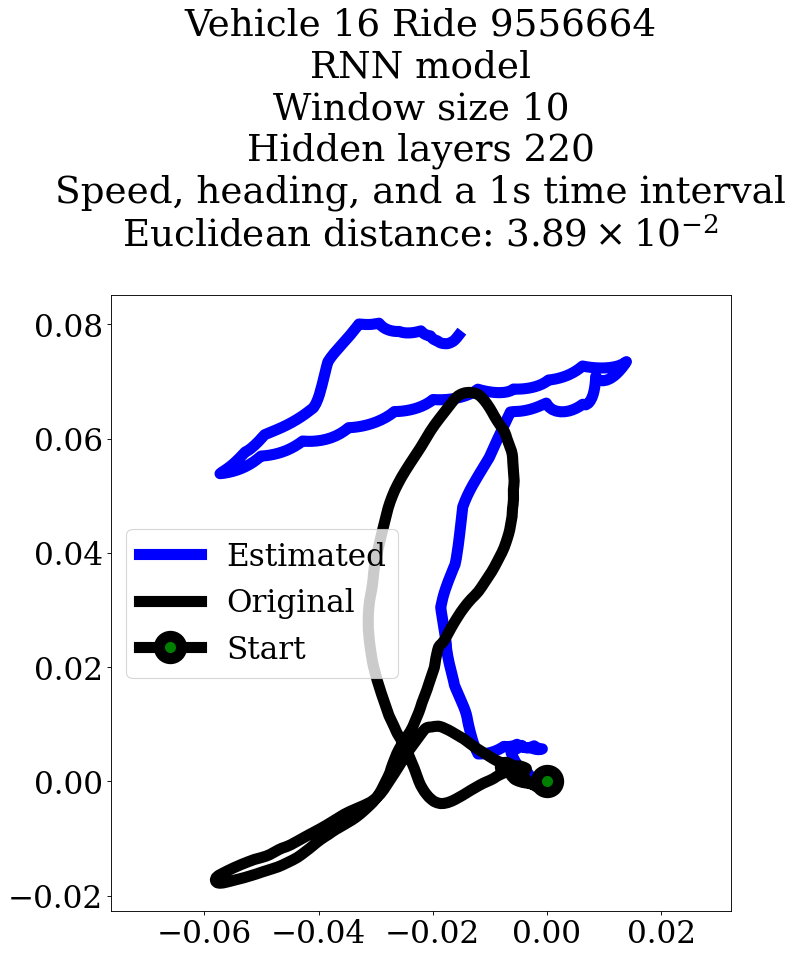 Vehicle 16 Ride 9556664
RNN model
Window size 10
Hidden layers 220
Speed, heading, and a 1s time interval
Euclidean distance: 3.89 × 10⁻²
0.08
0.06
0.04
0.02
0.00
−0.02
Estimated
Original
Start
−0.06 −0.04 −0.02 0.00 0.02